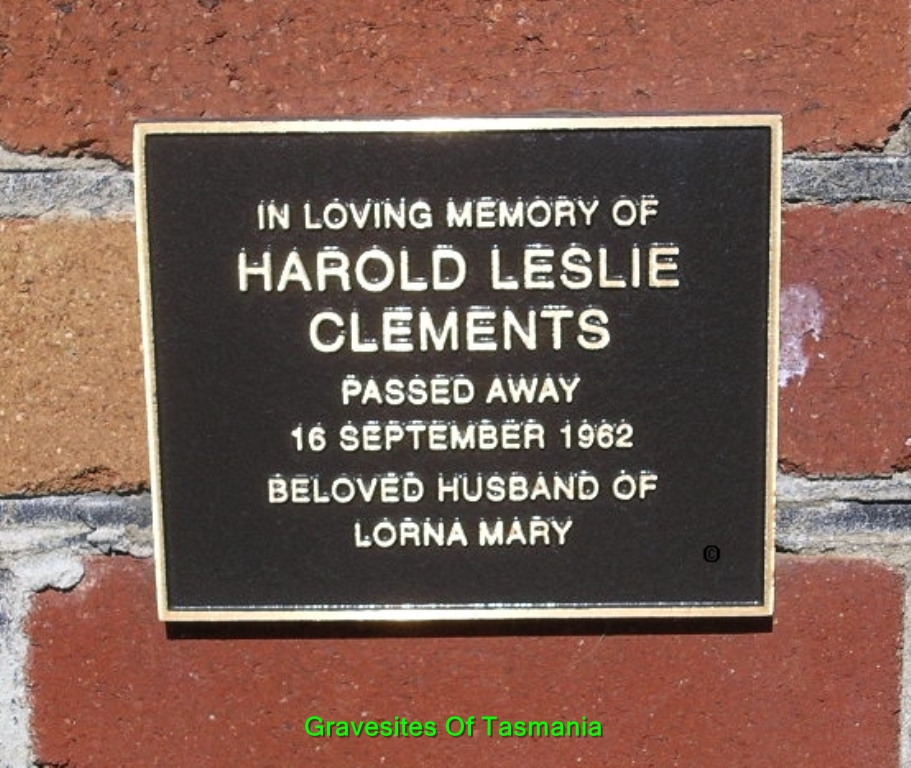 IN LOVING MEMORY OF
HAROLD LESLIE
CLEMENTS
PASSED AWAY
16 SEPTEMBER 1962
BELOVED HUSBAND OF
LORNA MARY
©
Gravesites Of Tasmania